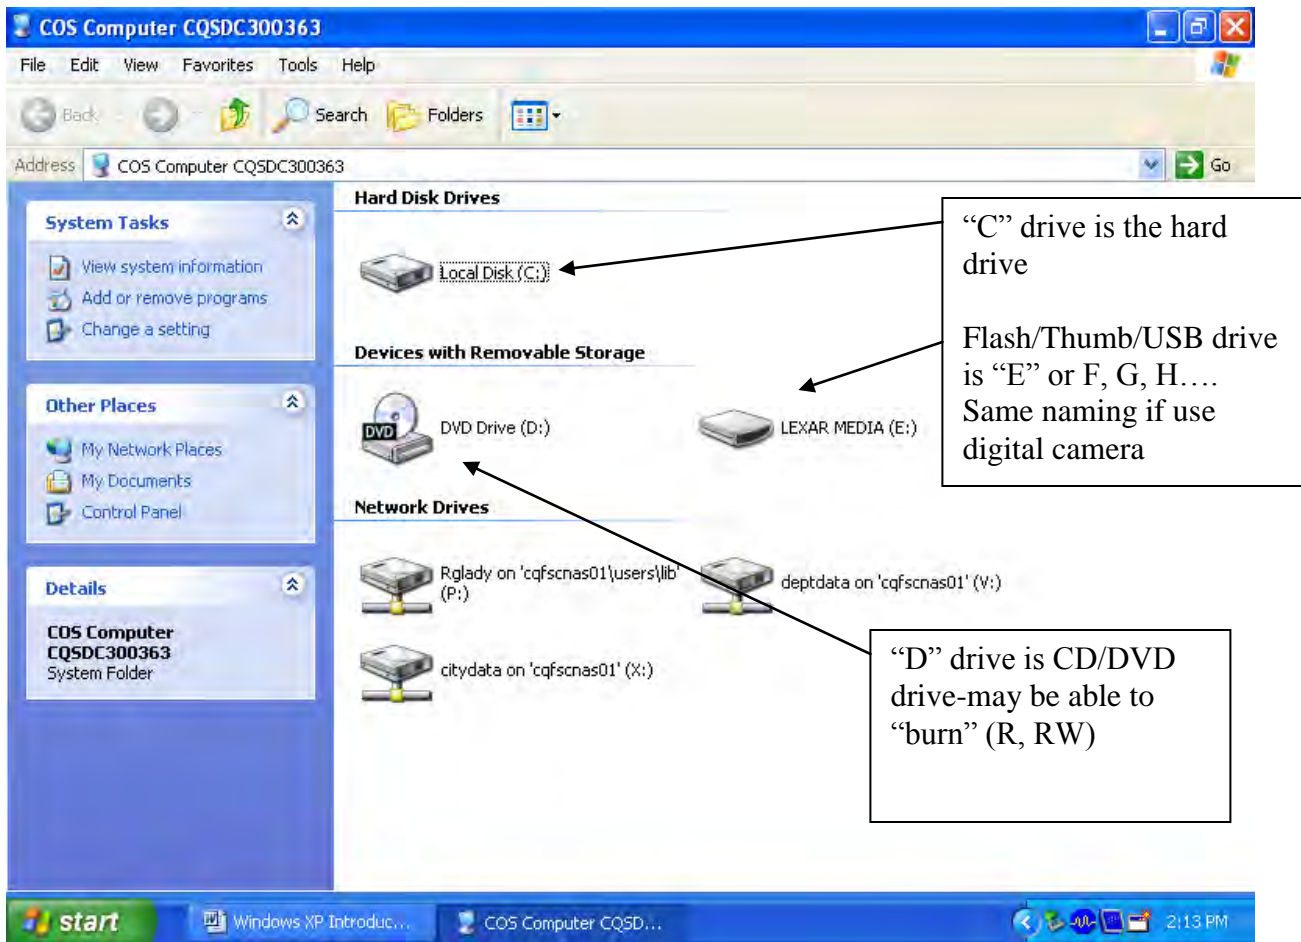 COS Computer CQSDC300363
File Edit View Favorites Tools Help
Back Search Folders
Address COS Computer CQSDC300363 Go
System Tasks
View system information
Add or remove programs
Change a setting
Other Places
My Network Places
My Documents
Control Panel
Details
COS Computer
CQSDC300363
System Folder
Hard Disk Drives
Local Disk (C:)
Devices with Removable Storage
DVD
DVD Drive (D:)
LEXAR MEDIA (E:)
Network Drives
Rglady on 'cqfscnas01\users\lib'
(P:)
deptdata on 'cqfscnas01' (V:)
citydata on 'cqfscnas01' (X:)
“C” drive is the hard
drive
Flash/Thumb/USB drive
is “E” or F, G, H….
Same naming if use
digital camera
“D” drive is CD/DVD
drive-may be able to
“burn” (R, RW)
start Windows XP Introduc... COS Computer CQSD... 2:13 PM